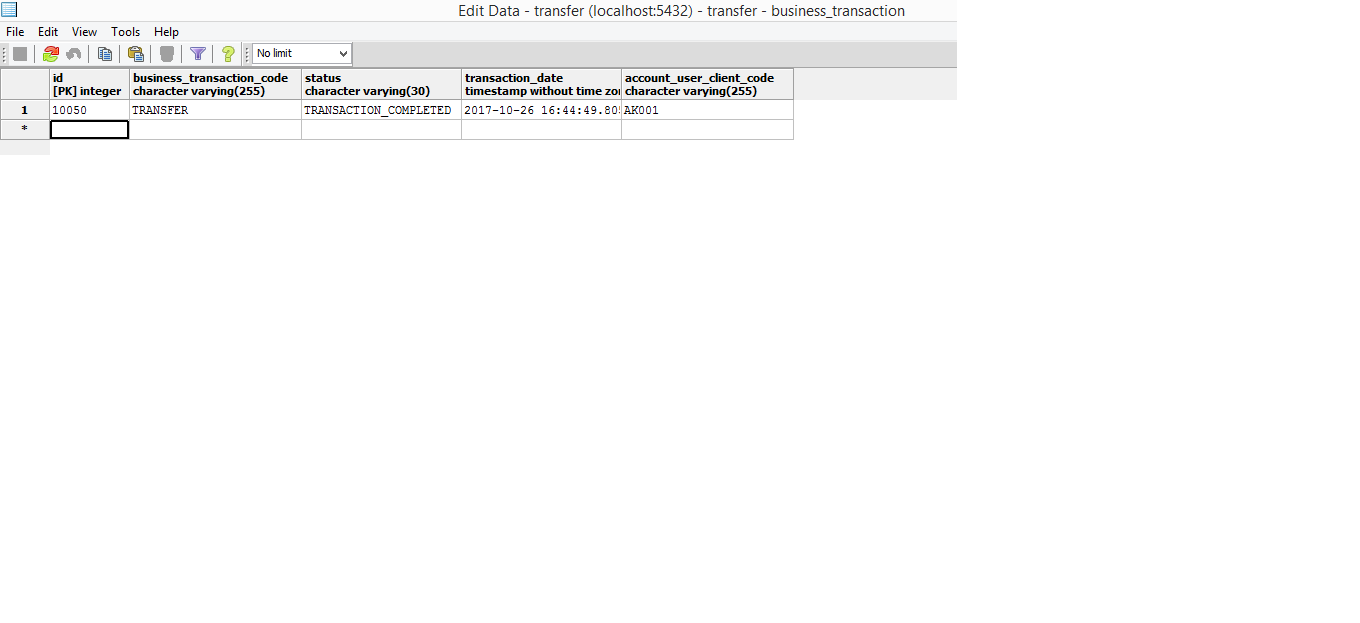 Edit Data - transfer (localhost:5432) - transfer - business_transaction
File Edit View Tools Help
No limit
id business_transaction_code status transaction_date account_user_client_code
[PK] integer character varying(255) character varying(30) timestamp without time zo character varying(255)
1 10050 TRANSFER TRANSACTION_COMPLETED 2017-10-26 16:44:49.80 AK001
*